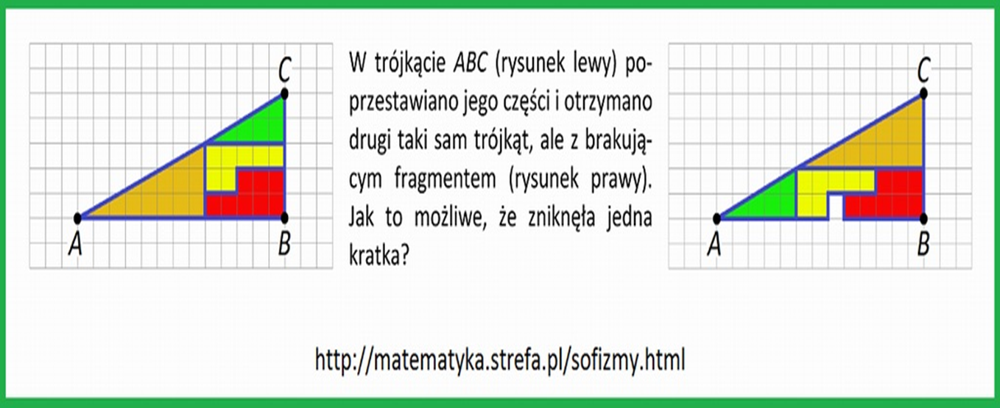 C
A
B
W trójkącie ABC (rysunek lewy) po-
przestawiano jego części i otrzymano
drugi taki sam trójkąt, ale z brakują-
cym fragmentem (rysunek prawy).
Jak to możliwe, że zniknęła jedna
kratka?
C
A
B
http://matematyka.strefa.pl/sofizmy.html